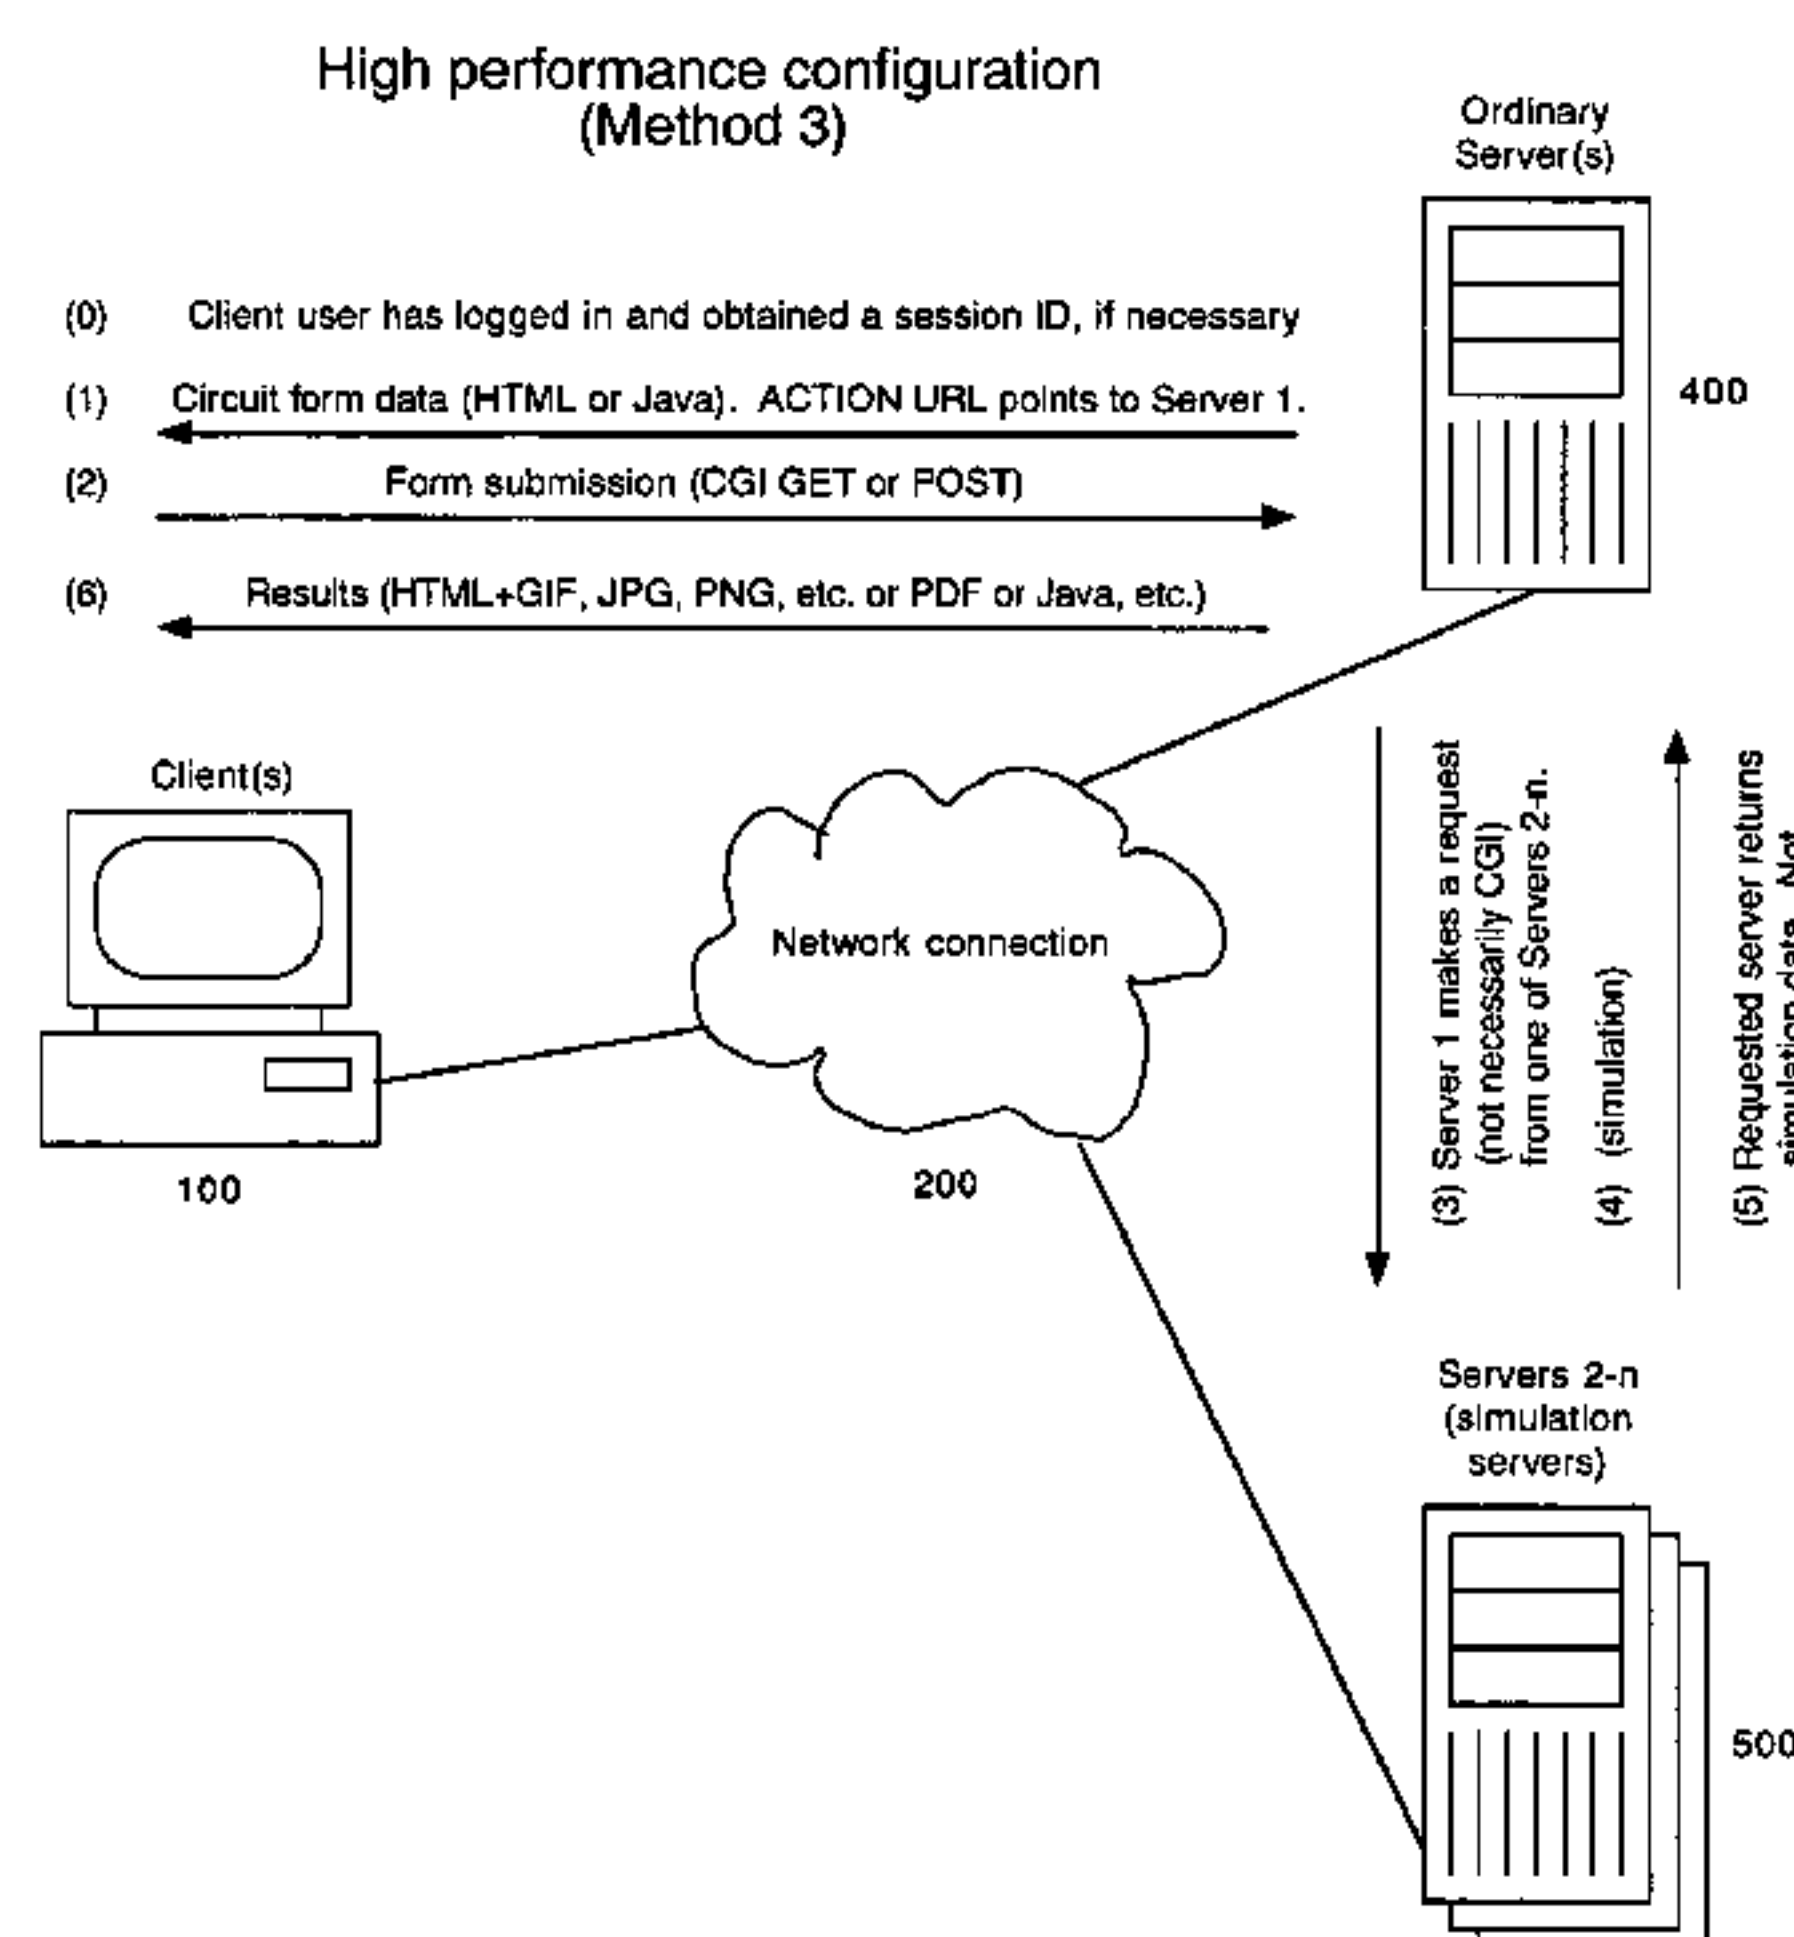 High performance configuration
(Method 3)
Ordinary
Server(s)
400
(0) Client user has logged in and obtained a session ID, if necessary
(1) Circuit form data (HTML or Java). ACTION URL points to Server 1.
(2) Form submission (CGI GET or POST)
(6) Results (HTML+GIF, JPG, PNG, etc. or PDF or Java, etc.)
Client(s)
100
Network connection
200
(3) Server 1 makes a request
(not necessarily CGI)
from one of Servers 2-n.
(4) (simulation)
(5) Requested server returns
simulation data. Not
Servers 2-n
(simulation
servers)
500